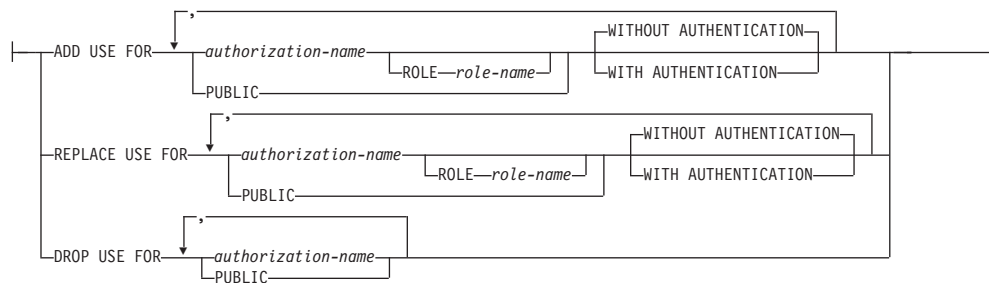 ,
WITHOUT AUTHENTICATION
ADD USE FOR authorization-name
ROLE role-name WITH AUTHENTICATION
PUBLIC
,
WITHOUT AUTHENTICATION
REPLACE USE FOR authorization-name
ROLE role-name WITH AUTHENTICATION
PUBLIC
,
DROP USE FOR authorization-name
PUBLIC